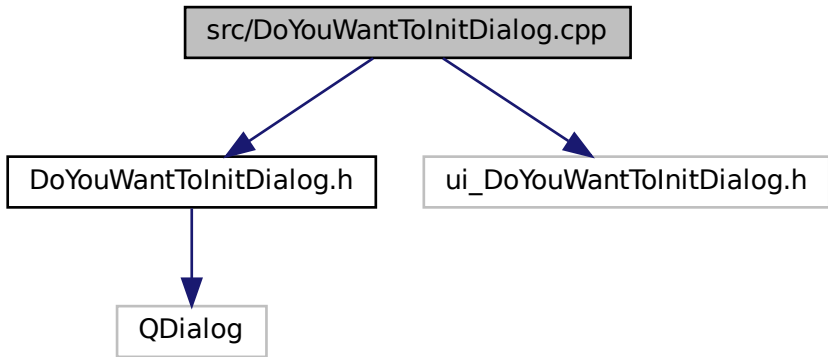 src/DoYouWantToInitDialog.cpp
DoYouWantToInitDialog.h
ui_DoYouWantToInitDialog.h
QDialog